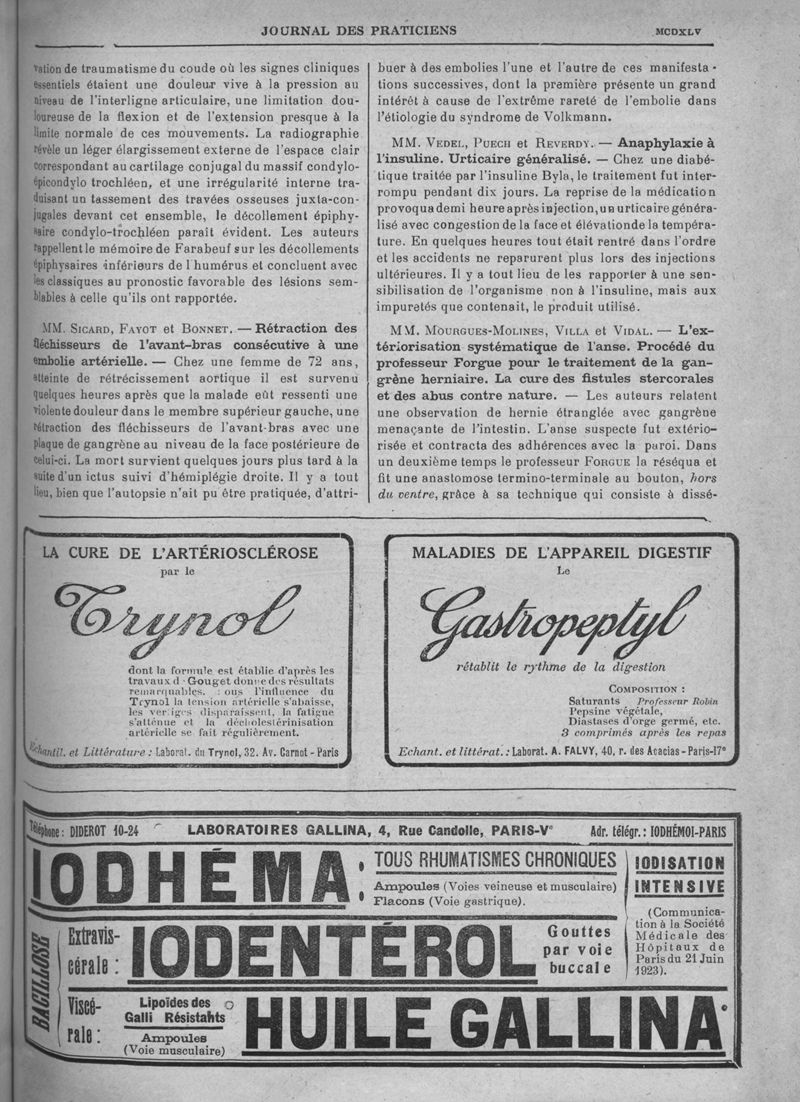 JOURNAL DES PRATICIENS
MCDXLV
vation de traumatisme du coude où les signes cliniques
essentiels étaient une douleur vive à la pression au
niveau de l'interligne articulaire, une limitation dou-
loureuse de la flexion et de l'extension presque à la
limite normale de ces mouvements. La radiographie
révèle un léger élargissement externe de l'espace clair
correspondant au cartilage conjugal du massif condylo-
épicondylo trochléen, et une irrégularité interne tra-
duisant un tassement des travées osseuses juxta-con-
jugales devant cet ensemble, le décollement épiphy-
saire condylo-trochléen paraît évident. Les auteurs
rappellent le mémoire de Farabeuf sur les décollements
épiphysaires inférieurs de l'humérus et concluent avec
les classiques au pronostic favorable des lésions sem-
blables à celle qu'ils ont rapportée.
MM. SICARD, FAYOT et BONNET. — Rétraction des
fléchisseurs de l'avant-bras consécutive à une
embolie artérielle. — Chez une femme de 72 ans,
atteinte de rétrécissement aortique il est survenu
quelques heures après que la malade eût ressenti une
violente douleur dans le membre supérieur gauche, une
rétraction des fléchisseurs de l'avant-bras avec une
plaque de gangrène au niveau de la face postérieure de
celui-ci. La mort survient quelques jours plus tard à la
suite d'un ictus suivi d'hémiplégie droite. Il y a tout
lieu, bien que l'autopsie n'ait pu être pratiquée, d'attri-
buer à des embolies l'une et l'autre de ces manifesta-
tions successives, dont la première présente un grand
intérêt à cause de l'extrême rareté de l'embolie dans
l'étiologie du syndrome de Volkmann.
MM. VEDEL, PUECH et REVERDY. — Anaphylaxie à
l'insuline. Urticaire généralisé. — Chez une diabé-
tique traitée par l'insuline Byla, le traitement fut inter-
rompu pendant dix jours. La reprise de la médication
provoqua demi heure après injection, un urticaire généra-
lisé avec congestion de la face et élévation de la tempéra-
ture. En quelques heures tout était rentré dans l'ordre
et les accidents ne reparurent plus lors des injections
ultérieures. Il y a tout lieu de les rapporter à une sen-
sibilisation de l'organisme non à l'insuline, mais aux
impuretés que contenait, le produit utilisé.
MM. MOURGUES-MOLINES, VILLA et VIDAL. — L'ex-
tériorisation systématique de l'anse. Procédé du
professeur Forgue pour le traitement de la gan-
grène herniaire. La cure des fistules stercorales
et des abus contre nature. — Les auteurs relatent
une observation de hernie étranglée avec gangrène
menaçante de l'intestin. L'anse suspecte fut extério-
risée et contracta des adhérences avec la paroi. Dans
un deuxième temps le professeur FORGUE la réséqua et
fit une anastomose termino-terminale au bouton, hors
du ventre, grâce à sa technique qui consiste à dissé-
LA CURE DE L'ARTÉRIOSCLÉROSE
par le
Trynol
dont la formule est établie d'après les
travaux d Gouget donne des résultats
remarquables. : ous l'influence du
Trynol la tension artérielle s'abaisse,
les vertiges disparaissent, la fatigue
s'atténue et la décholestérinisation
artérielle se fait régulièrement.
Echantil. et Littérature : Laborat. du Trynol, 32. Av. Carnot - Paris
MALADIES DE L'APPAREIL DIGESTIF
Le
Gastropeptyl
rétablit le rythme de la digestion
COMPOSITION :
Saturants Professeur Robin
Pepsine végétale,
Diastases d'orge germé, etc.
3 comprimés après les repas
Echant. et littérat. : Laborat. A. FALVY, 40, r. des Acacias - Paris-17e
Téléphone : DIDEROT 10-24
LABORATOIRES GALLINA, 4, Rue Candolle, PARIS-Ve
Adr. télégr. : IODHÉMOI-PARIS
IODHÉMA :
TOUS RHUMATISMES CHRONIQUES
Ampoules (Voies veineuse et musculaire)
Flacons (Voie gastrique).
IODISATION
INTENSIVE
(Communica-
tion à la Société
Médicale des
Hôpitaux de
Paris du 21 Juin
1923).
BACILLOSE
Extravis-
cérale :
IODENTÉROL
Gouttes
par voie
buccale
Viscé-
rale :
Lipoïdes des
Galli Résistants
Ampoules
(Voie musculaire)
HUILE GALLINA